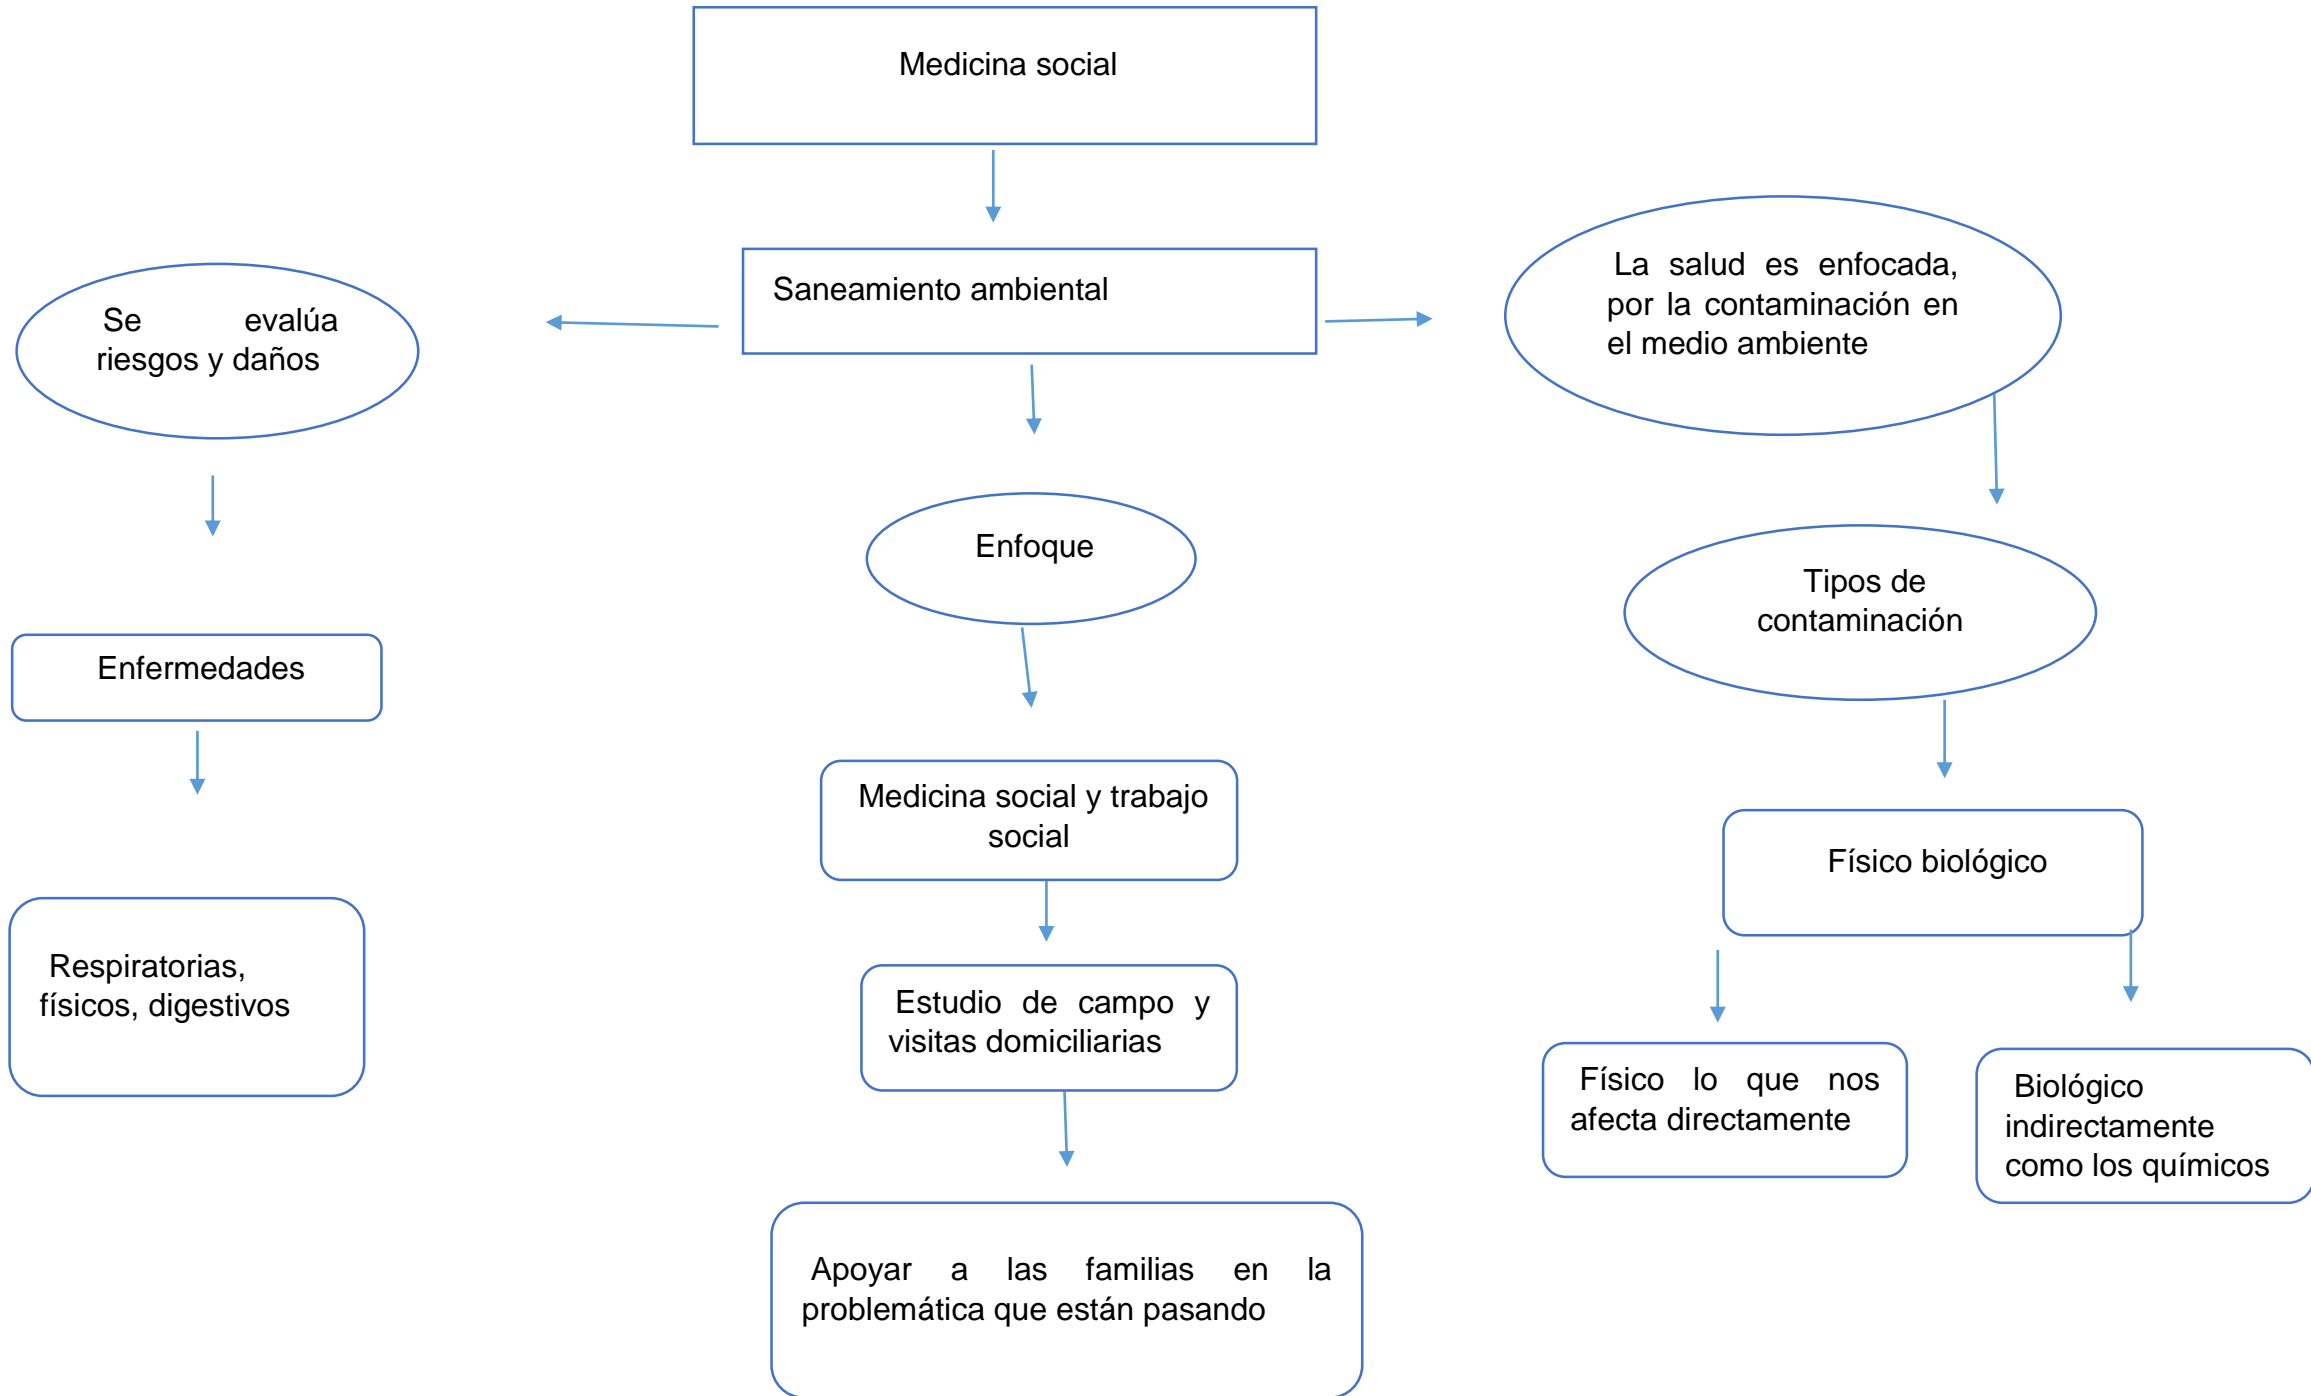 Medicina social
Saneamiento ambiental
La salud es enfocada,
por la contaminación en
el medio ambiente
Se evalúa
riesgos y daños
Enfoque
Tipos de
contaminación
Enfermedades
Medicina social y trabajo
social
Físico biológico
Respiratorias,
físicos, digestivos
Estudio de campo y
visitas domiciliarias
Físico lo que nos
afecta directamente
Biológico
indirectamente
como los químicos
Apoyar a las familias en la
problemática que están pasando